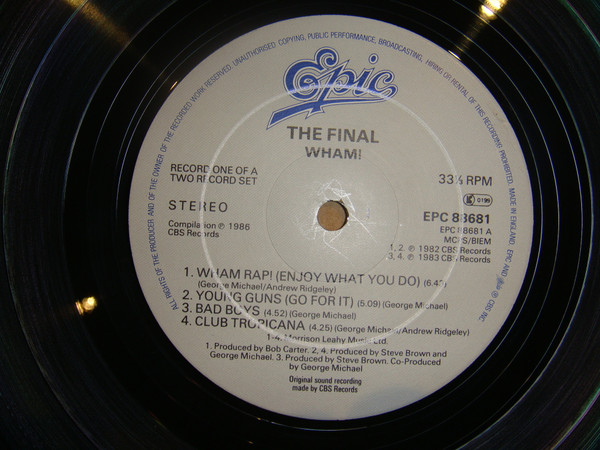 ALL RIGHTS OF THE PRODUCER AND OF THE OWNER OF THE RECORDED WORK RESERVED. UNAUTHORISED COPYING, PUBLIC PERFORMANCE, BROADCASTING, HIRING OR RENTAL OF THIS RECORDING PROHIBITED. MADE IN ENGLAND. EPIC AND ARE ® CBS INC
Epic
THE FINAL
WHAM!
RECORD ONE OF A
TWO RECORD SET
33⅓ RPM
STEREO
K 0199
EPC 88681
Compilation ℗ 1986
CBS Records
EPC 88681 A
MCPS/BIEM
1, 2. ℗ 1982 CBS Records
3, 4. ℗ 1983 CBS Records
1. WHAM RAP! (ENJOY WHAT YOU DO)
(George Michael/Andrew Ridgeley)
2. YOUNG GUNS (GO FOR IT) 5.09) (George Michael)
3. BAD BOYS (4.52) (George Michael)
4. CLUB TROPICANA (4.25) (George Michael/Andrew Ridgeley)
1-4. Morrison Leahy Music Ltd.
1. Produced by Bob Carter. 2, 4. Produced by Steve Brown and
George Michael. 3. Produced by Steve Brown. Co-Produced
by George Michael
Original sound recording
made by CBS Records